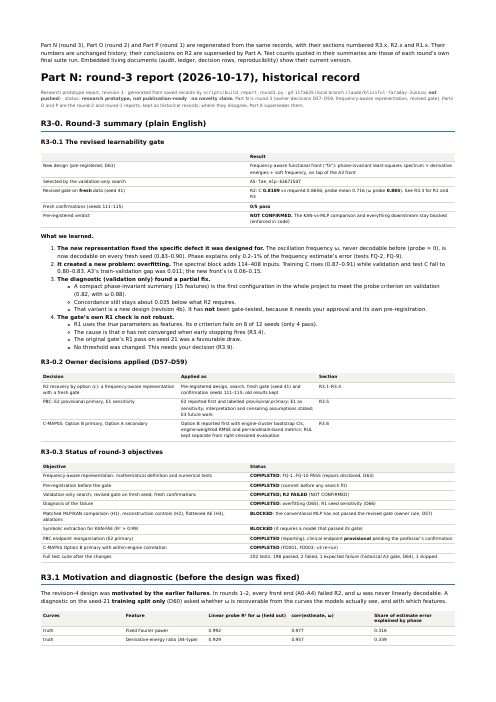 Part N (round 3), Part O (round 2) and Part P (round 1) are regenerated from the same records, with their sections numbered R3.x, R2.x and R1.x. Their
numbers are unchanged history; their conclusions on R2 are superseded by Part A. Test counts quoted in their summaries are those of each round's own
final suite run. Embedded ledgers (audit, ledger, decision rows, reproducibility) show their current version.
Part N: round-3 report (2026-10-17), historical record
Research prototype report, revision 3 · generated from saved records by scripts/build_report_round3.py · git (local branch not
pushed) · status: research prototype, not publication-ready · no novelty claim. Part N is round 3 (owner decisions D57–D59, frequency-aware representation, revised gate). Parts
O and P are the round-2 and round-1 reports, kept as historical records; where they disagree, Part A supersedes them.
R3-0. Round-3 summary (plain English)
R3-0.1 The revised learnability gate
Result
New design (pre-registered, D61) Frequency-aware functional front ("fa"): phase-invariant least-squares spectrum + derivative
energies + soft frequency, on top of the A3 front
Selected by the validation-only search
Revised gate on fresh data (seed 41) R2: C 0.8189 vs required 0.8656; probe mean 0.716 (ω probe 0.865). See R3.3 for R1 and
R3
Fresh confirmations (seeds 111–115) 0/5 pass
Pre-registered verdict NOT CONFIRMED. The KAN-vs-MLP comparison and everything downstream stay blocked
(enforced in code)
What we learned.
1. The new representation fixed the specific defect it was designed for. The oscillation frequency ω, never decodable before (probe ≈ 0), is
now decodable on every fresh seed (0.83–0.90). Phase explains only 0.2–1% of the frequency estimate's error (tests FQ-2, FQ-9).
2. It created a new problem: overfitting. The spectral block adds 114–408 inputs. Training C rises (0.87–0.91) while validation and test C fall to
0.80–0.83. A3's train-validation gap was 0.011; the new front's is 0.06–0.15.
3. The diagnostic (validation only) found a partial fix.
A compact phase-invariant summary (15 features) is the first configuration in the whole project to meet the probe criterion on validation
(0.82, with ω 0.88).
Concordance still stays about 0.035 below what R2 requires.
That variant is a new design (revision 4b). It has not been gate-tested, because it needs your approval and its own pre-registration.
4. The gate's own R1 check is not robust.
R1 uses the true parameters as features. Its σ criterion fails on 8 of 12 seeds (only 4 pass).
The cause is that σ has not converged when early stopping fires (R3.4).
The original gate's R1 pass on seed 21 was a favourable draw.
No threshold was changed. This needs your decision (R3.9).
R3-0.2 Owner decisions applied (D57–D59)
Decision Applied as Section
R2 recovery by option (c): a frequency-aware representation
with a fresh gate Pre-registered design, search, fresh gate (seed 41) and
confirmation seeds 111–115; old results kept R3.1–R3.4
PBC: E2 provisional primary, E1 sensitivity E2 reported first and labelled provisional primary; E1 as
sensitivity; interpretation and censoring assumptions stated;
E3 future work R3.5
C-MAPSS: Option B primary, Option A secondary Option B reported first with engine-cluster bootstrap CIs,
engine-weighted RMSE and per-landmark-band metrics; RUL
kept separate from right-censored evaluation R3.6
R3-0.3 Status of round-3 objectives
Objective Status
Frequency-aware representation: mathematical definition and numerical tests COMPLETED; FQ-1..FQ-10 PASS (repairs disclosed, D63)
Pre-registration before the gate COMPLETED (commit before any search fit)
Validation-only search; revised gate on fresh seed; fresh confirmations COMPLETED; R2 FAILED (NOT CONFIRMED)
Diagnosis of the failure COMPLETED: overfitting (D65), R1 seed sensitivity (D66)
Matched MLP/KAN comparison (H1), reconstruction controls (H2), flattened AE (H3),
ablations BLOCKED: the conventional MLP has not passed the revised gate (owner rule, D57)
Symbolic extraction for KAN-FAE (R² > 0.99) BLOCKED (it requires a model that passed its gate)
PBC endpoint reorganisation (E2 primary) COMPLETED (reporting); clinical endpoint provisional pending the professor's confirmation
C-MAPSS Option B primary with within-engine correlation COMPLETED (FD001, FD003;
Full test suite after the changes 202 tests: 198 passed, 2 failed, 1 expected failure (historical A3 gate, D64), 1 skipped
R3.1 Motivation and diagnostic (before the design was fixed)
The revision-4 design was motivated by the earlier failures. In rounds 1–2, every front end (A0–A4) failed R2, and ω was never linearly decodable. A
diagnostic on the seed-21 training split only (D60) asked whether ω is recoverable from the curves the models actually see, and with which features.
Curves Feature Linear probe R² for ω (held out) corr(estimate, ω) Share of estimate error
explained by phase
truth Fixed Fourier power 0.992 0.977 0.316
truth Derivative-energy ratio (A4-type) 0.929 0.957 0.339